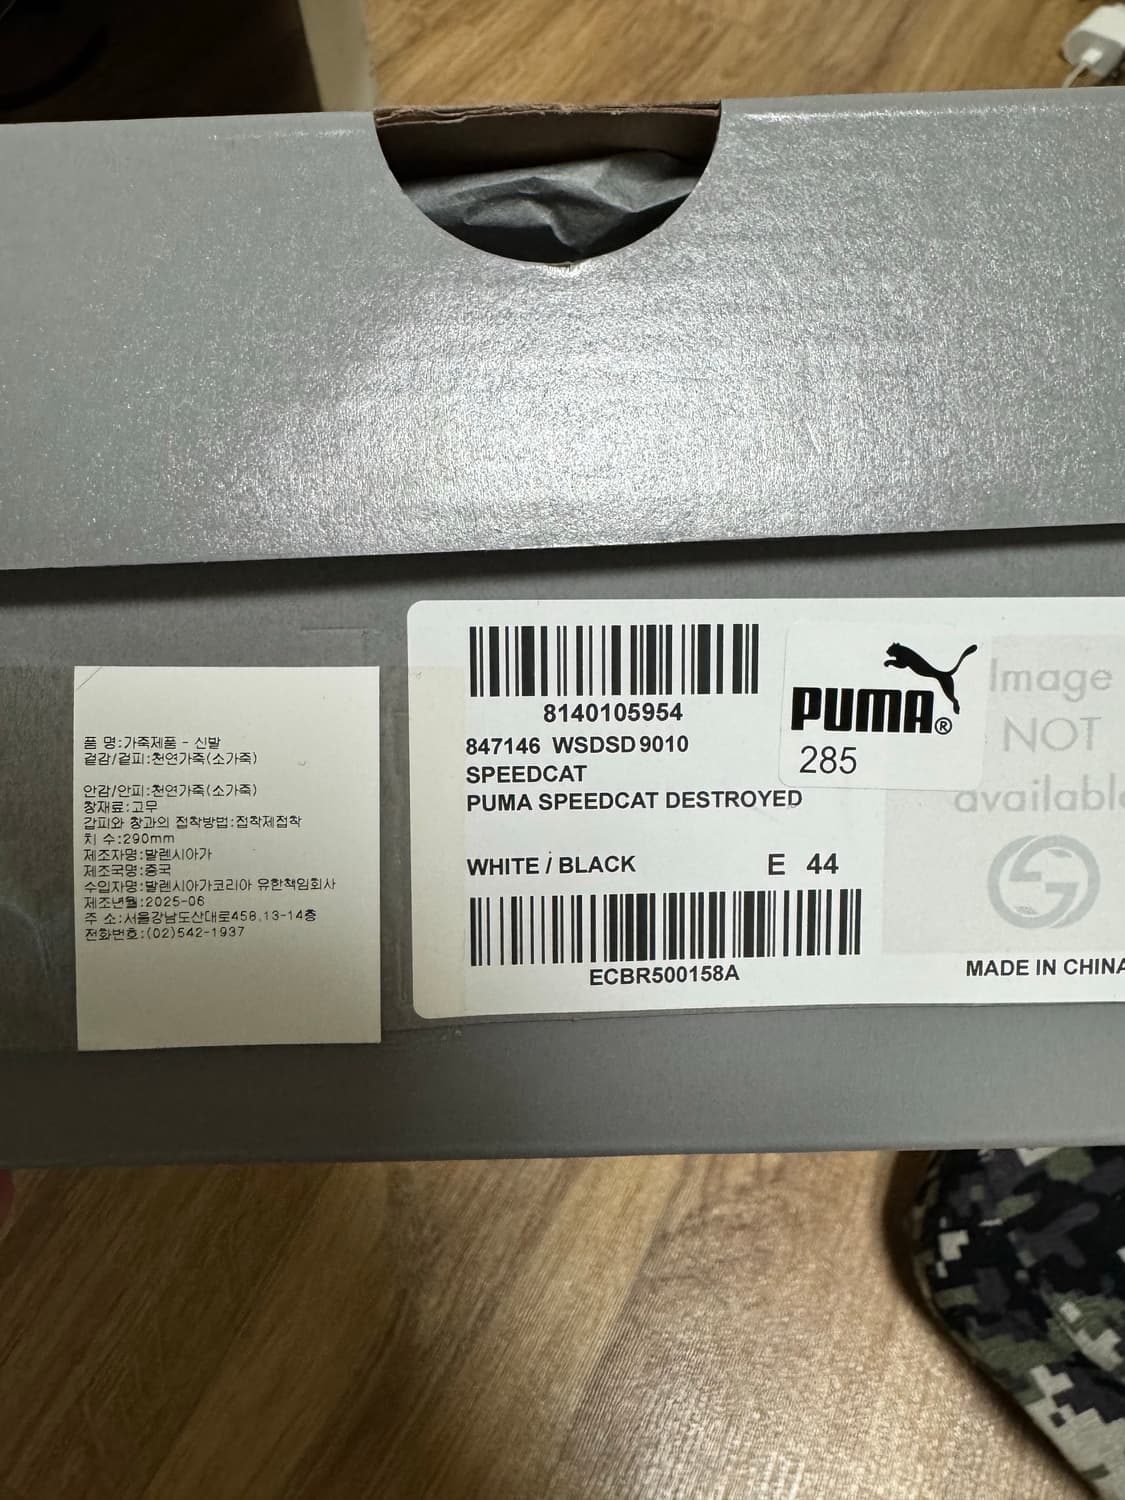 품 명:가죽제품 - 신발
겉감/겉피:천연가죽(소가죽)
안감/안피:천연가죽(소가죽)
창재료:고무
갑피와 창과의 접착방법:접착제접착
치 수:290mm
제조자명:발렌시아가
제조국명:중국
수입자명:발렌시아가코리아 유한책임회사
제조년월:2025-06
주 소:서울강남도산대로458,13-14층
전화번호:(02)542-1937
8140105954
847146 WSDSD 9010
SPEEDCAT
PUMA SPEEDCAT DESTROYED
WHITE / BLACK E 44
ECBR500158A
PUMA®
285
Image
NOT
available
MADE IN CHINA